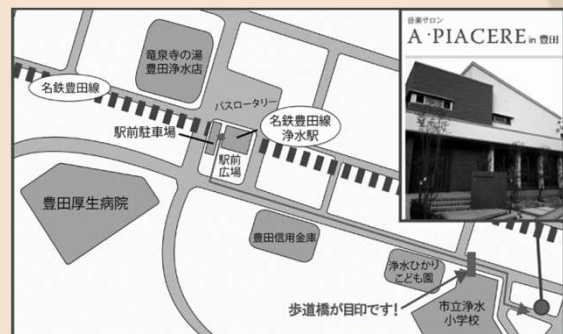 音楽サロン
A・PIACERE in 豊田
竜泉寺の湯
豊田浄水店
名鉄豊田線
バスロータリー
名鉄豊田線
浄水駅
駅前駐車場
駅前
広場
豊田厚生病院
豊田信用金庫
浄水ひかり
こども園
歩道橋が目印です!
市立浄水
小学校